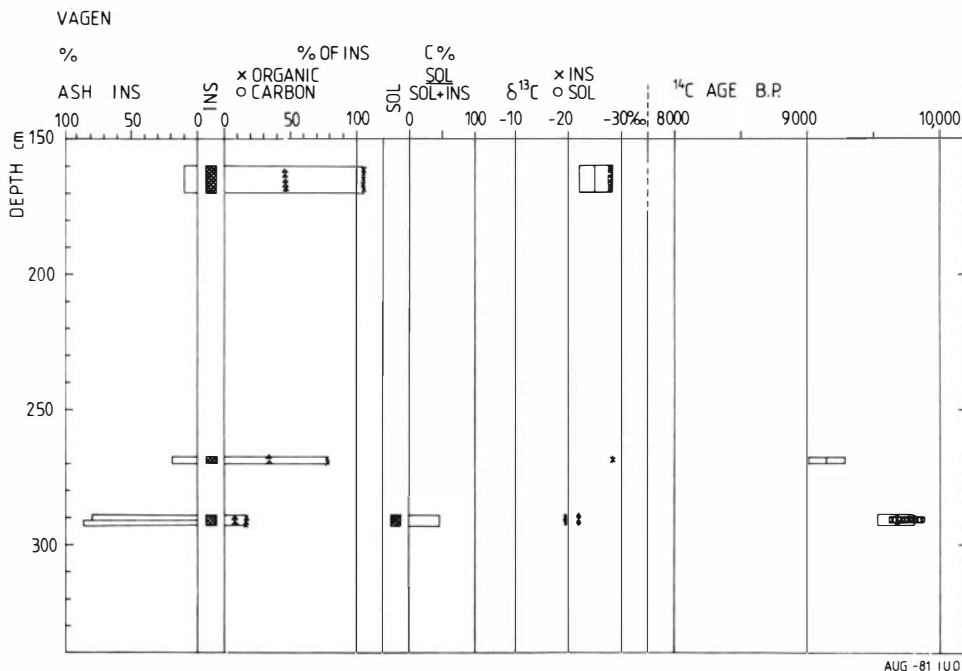 VÅGEN
% % OF INS C%
× ORGANIC SOL × INS
ASH INS INS ○ CARBON SOL SOL+INS δ¹³C ○ SOL ¹⁴C AGE B.P.
100 50 0 0 50 100 0 100 -10 -20 -30‰ 8000 9000 10,000
150
DEPTH cm
200
250
300
AUG -81 IUO